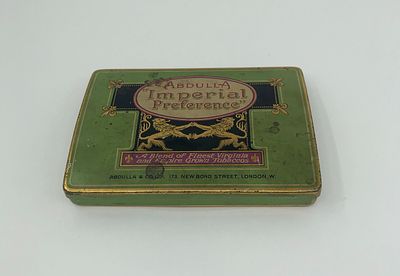 ABDULLA
"Imperial
Preference"
A Blend of Finest Virginia
and Empire Grown Tobaccos
ABDULLA & CO LTD. 173, NEW BOND STREET, LONDON. W.